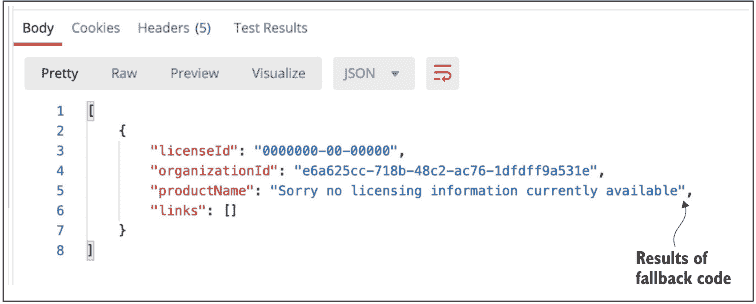 Body Cookies Headers (5) Test Results
Pretty Raw Preview Visualize JSON
1 [
2 {
3 "licenseId": "0000000-00-00000",
4 "organizationId": "e6a625cc-718b-48c2-ac76-1dfdff9a531e",
5 "productName": "Sorry no licensing information currently available",
6 "links": []
7 }
8 ]
Results of
fallback code